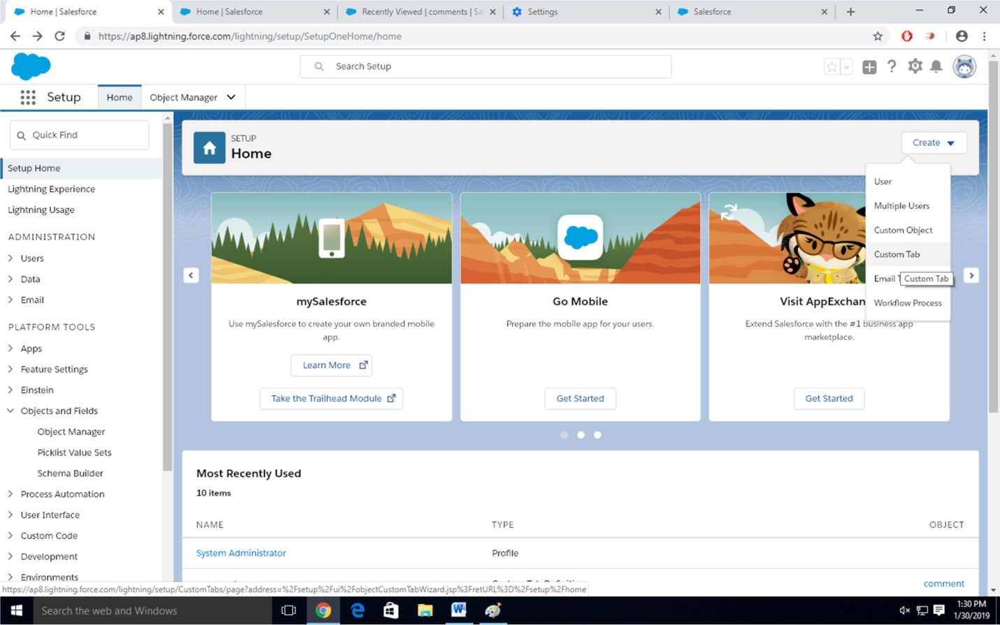 Home | Salesforce
Home | Salesforce
Recently Viewed | comments | Sa
Settings
Salesforce
https://ap8.lightning.force.com/lightning/setup/SetupOneHome/home
Search Setup
Setup
Home
Object Manager
Quick Find
SETUP
Home
Create
Setup Home
Lightning Experience
Lightning Usage
ADMINISTRATION
Users
Data
Email
PLATFORM TOOLS
Apps
Feature Settings
Einstein
Objects and Fields
Object Manager
Picklist Value Sets
Schema Builder
Process Automation
User Interface
Custom Code
Development
Environments
User
Multiple Users
Custom Object
Custom Tab
Email T
Custom Tab
Workflow Process
mySalesforce
Use mySalesforce to create your own branded mobile
app.
Learn More
Take the Trailhead Module
Go Mobile
Prepare the mobile app for your users.
Get Started
Visit AppExchan
Extend Salesforce with the #1 business app
marketplace.
Get Started
Most Recently Used
10 items
NAME TYPE OBJECT
System Administrator Profile
comment
https://ap8.lightning.force.com/lightning/setup/CustomTabs/page?address=%2Fsetup%2Fui%2FobjectCustomTabWizard.jsp%3FretURL%3D%2Fsetup%2Fhome
Search the web and Windows
1:30 PM
1/30/2019